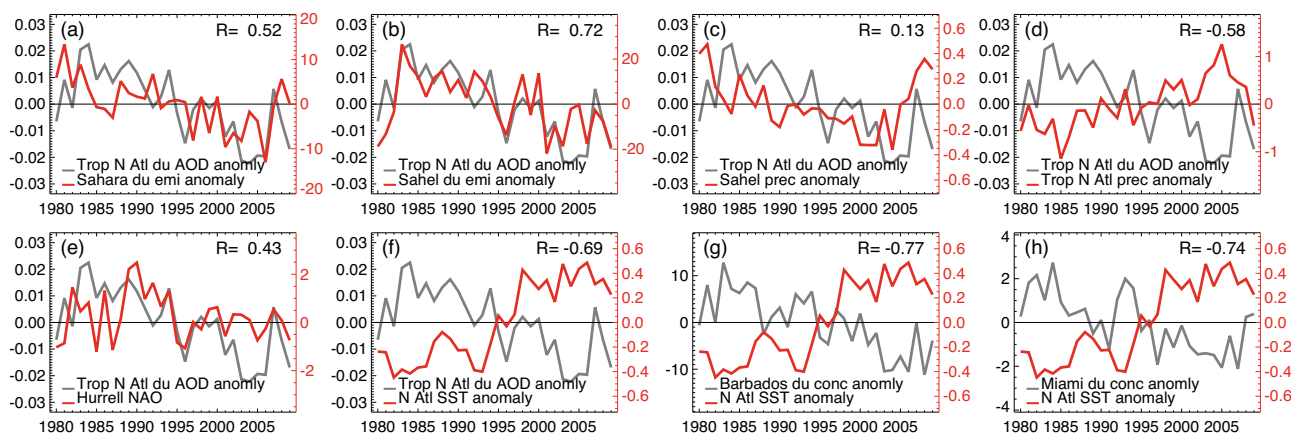 (a) R= 0.52
0.03 0.02 0.01 0.00 -0.01 -0.02 -0.03
20 10 0 -10 -20
Trop N Atl du AOD anomly
Sahara du emi anomaly
1980 1985 1990 1995 2000 2005
(b) R= 0.72
0.03 0.02 0.01 0.00 -0.01 -0.02 -0.03
20 0 -20
Trop N Atl du AOD anomly
Sahel du emi anomaly
1980 1985 1990 1995 2000 2005
(c) R= 0.13
0.03 0.02 0.01 0.00 -0.01 -0.02 -0.03
0.6 0.4 0.2 0.0 -0.2 -0.4 -0.6
Trop N Atl du AOD anomly
Sahel prec anomaly
1980 1985 1990 1995 2000 2005
(d) R= -0.58
0.03 0.02 0.01 0.00 -0.01 -0.02 -0.03
1 0 -1
Trop N Atl du AOD anomly
Trop N Atl prec anomaly
1980 1985 1990 1995 2000 2005
(e) R= 0.43
0.03 0.02 0.01 0.00 -0.01 -0.02 -0.03
2 0 -2
Trop N Atl du AOD anomly
Hurrell NAO
1980 1985 1990 1995 2000 2005
(f) R= -0.69
0.03 0.02 0.01 0.00 -0.01 -0.02 -0.03
0.6 0.4 0.2 0.0 -0.2 -0.4 -0.6
Trop N Atl du AOD anomly
N Atl SST anomaly
1980 1985 1990 1995 2000 2005
(g) R= -0.77
10 0 -10
0.6 0.4 0.2 0.0 -0.2 -0.4 -0.6
Barbados du conc anomly
N Atl SST anomaly
1980 1985 1990 1995 2000 2005
(h) R= -0.74
4 2 0 -2 -4
0.6 0.4 0.2 0.0 -0.2 -0.4 -0.6
Miami du conc anomly
N Atl SST anomaly
1980 1985 1990 1995 2000 2005